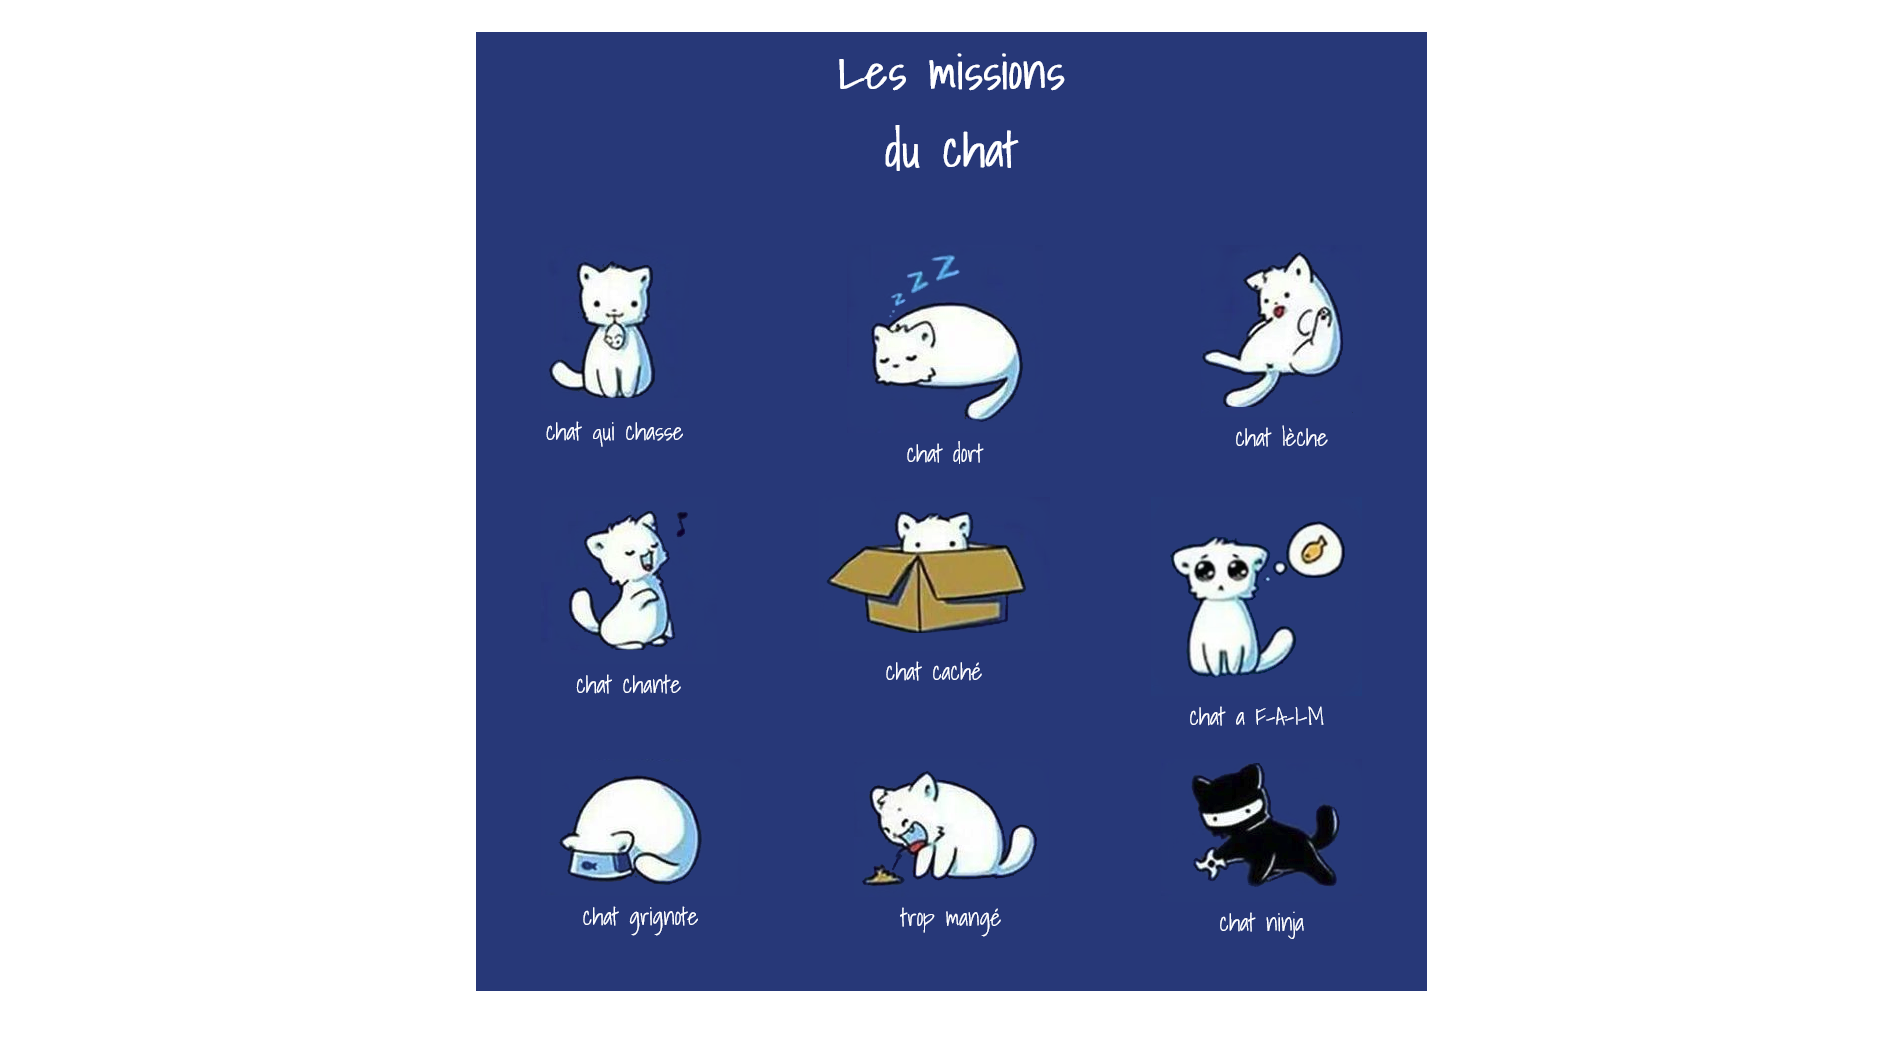 Les missions
du chat
chat qui chasse
chat dort
chat lèche
chat chante
chat caché
chat a F-A-I-M
chat grignote
trop mangé
chat ninja